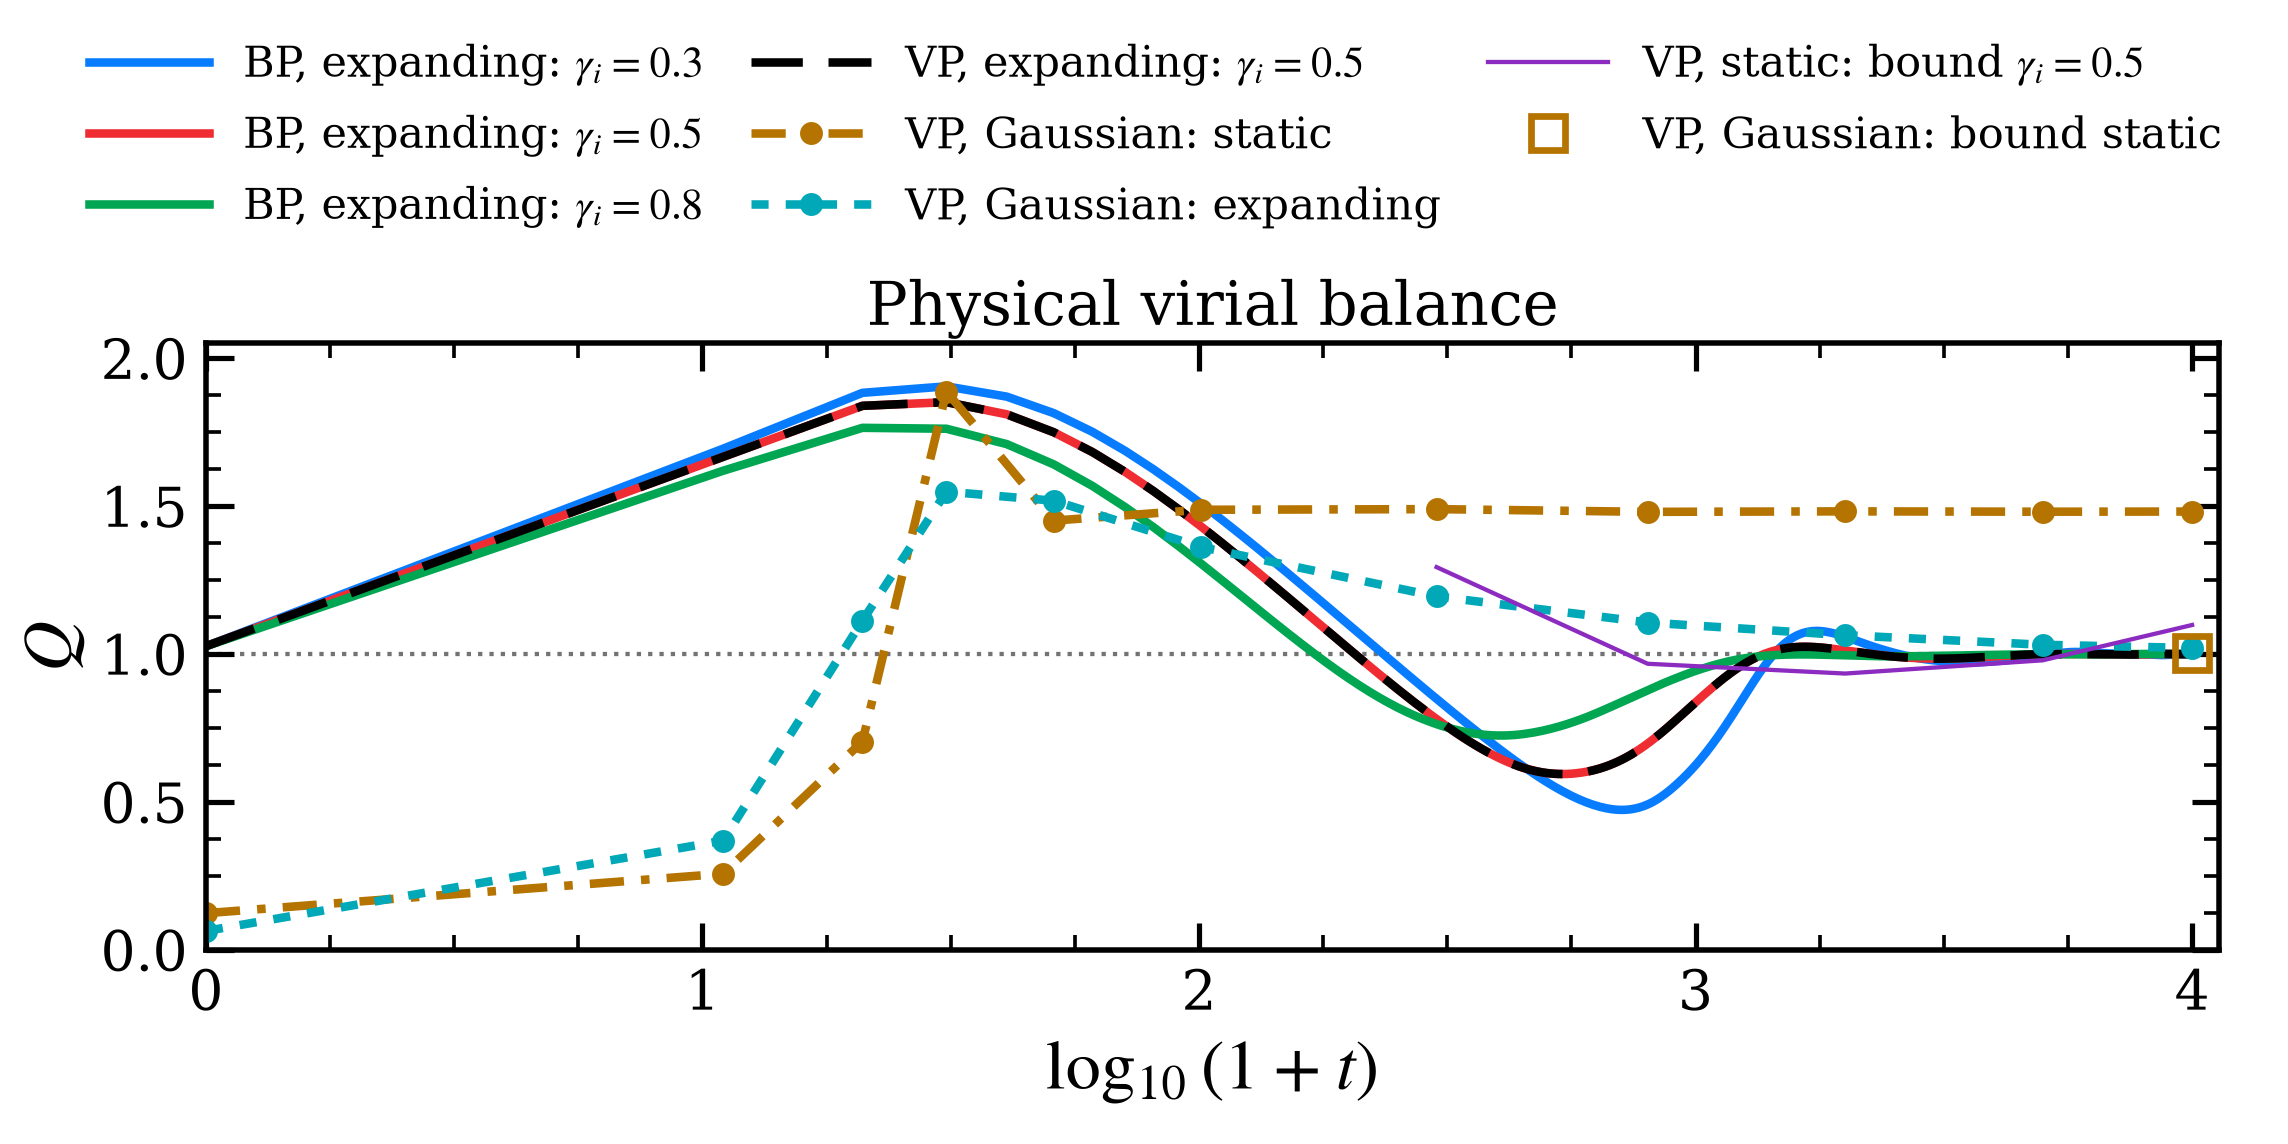 BP, expanding: γᵢ = 0.3
BP, expanding: γᵢ = 0.5
BP, expanding: γᵢ = 0.8
VP, expanding: γᵢ = 0.5
VP, Gaussian: static
VP, Gaussian: expanding
VP, static: bound γᵢ = 0.5
VP, Gaussian: bound static
Physical virial balance
2.0
1.5
1.0
0.5
0.0
Q
0 1 2 3 4
log₁₀ (1 + t)